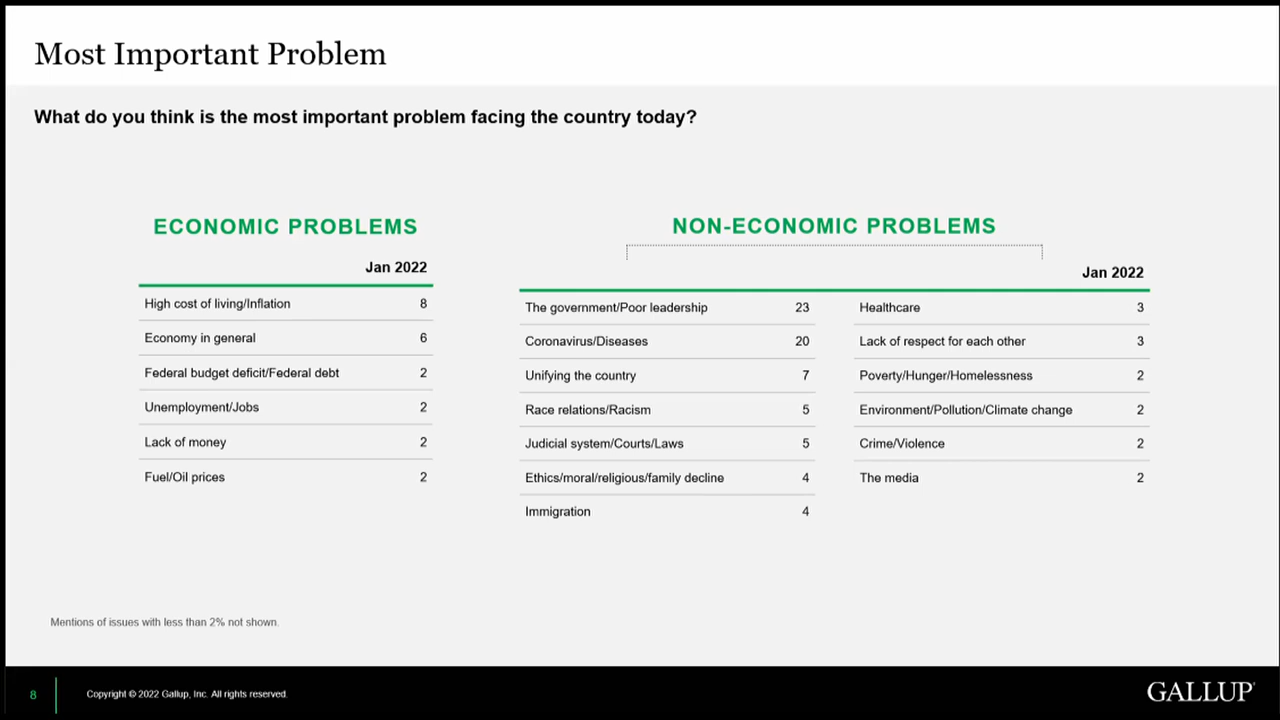 Most Important Problem
What do you think is the most important problem facing the country today?
ECONOMIC PROBLEMS
Jan 2022
High cost of living/Inflation 8
Economy in general 6
Federal budget deficit/Federal debt 2
Unemployment/Jobs 2
Lack of money 2
Fuel/Oil prices 2
NON-ECONOMIC PROBLEMS
Jan 2022
The government/Poor leadership 23
Coronavirus/Diseases 20
Unifying the country 7
Race relations/Racism 5
Judicial system/Courts/Laws 5
Ethics/moral/religious/family decline 4
Immigration 4
Healthcare 3
Lack of respect for each other 3
Poverty/Hunger/Homelessness 2
Environment/Pollution/Climate change 2
Crime/Violence 2
The media 2
Mentions of issues with less than 2% not shown.
8
Copyright © 2022 Gallup, Inc. All rights reserved.
GALLUP